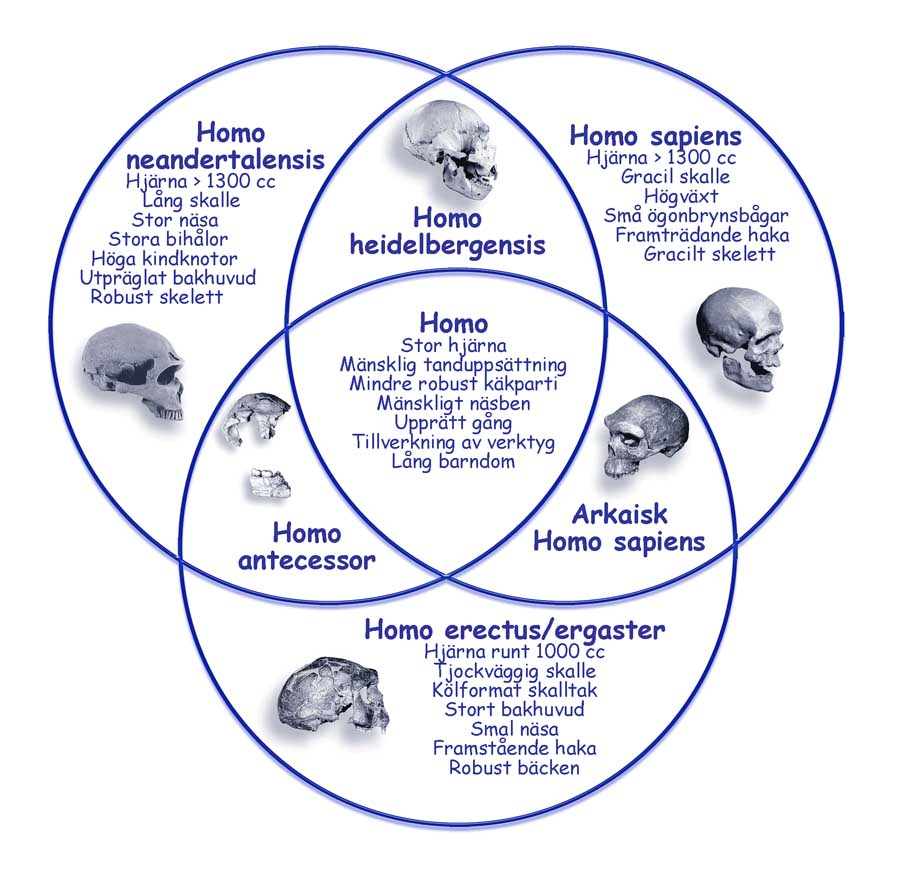 Homo
neandertalensis
Hjärna > 1300 cc
Lång skalle
Stor näsa
Stora bihålor
Höga kindknotor
Utpräglat bakhuvud
Robust skelett
Homo
heidelbergensis
Homo sapiens
Hjärna > 1300 cc
Gracil skalle
Högväxt
Små ögonbrynsbågar
Framträdande haka
Gracilt skelett
Homo
Stor hjärna
Mänsklig tanduppsättning
Mindre robust käkparti
Mänskligt näsben
Upprätt gång
Tillverkning av verktyg
Lång barndom
Homo
antecessor
Arkaisk
Homo sapiens
Homo erectus/ergaster
Hjärna runt 1000 cc
Tjockväggig skalle
Kölformat skalltak
Stort bakhuvud
Smal näsa
Framstående haka
Robust bäcken